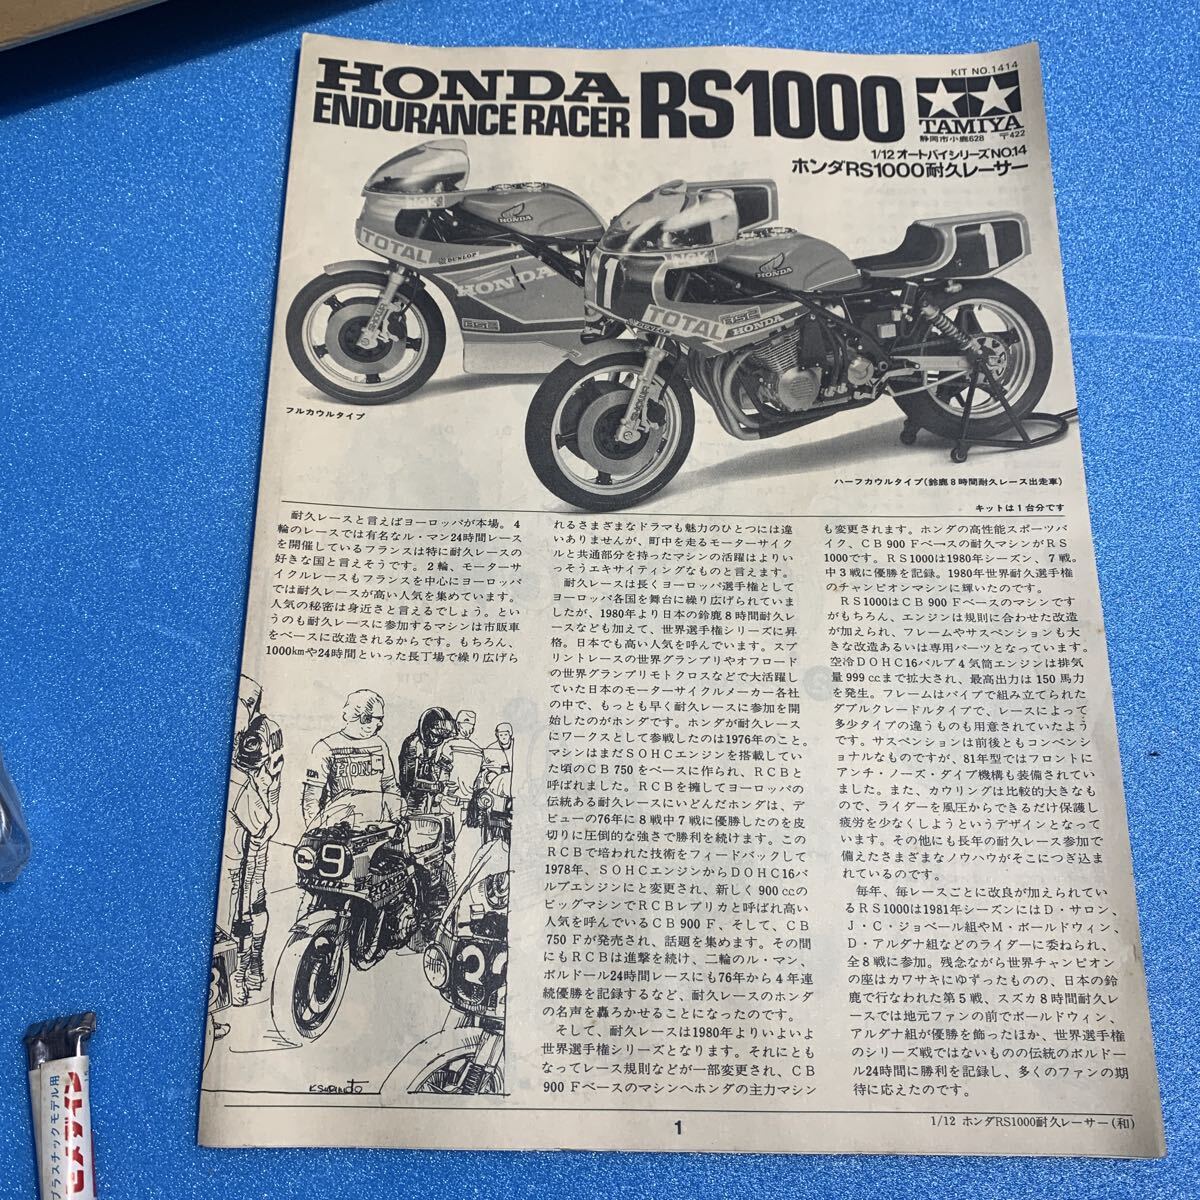 KIT NO.1414
HONDA
ENDURANCE RACER
RS1000
TAMIYA
静岡市小鹿628 〒422
1/12オートバイシリーズNO.14
ホンダRS1000耐久レーサー
NGK
HONDA
TOTAL
DUNLOP
HONDA
BSE
NGK
HONDA
1
1
TOTAL
BSE
DUNLOP
HONDA
SHOWA
フルカウルタイプ
ハーフカウルタイプ(鈴鹿8時間耐久レース出走車)
キットは1台分です
耐久レースと言えばヨーロッパが本場。4
輪のレースでは有名なル・マン24時間レース
を開催しているフランスは特に耐久レースの
好きな国と言えそうです。2輪、モーターサ
イクルレースもフランスを中心にヨーロッパ
では耐久レースが高い人気を集めています。
人気の秘密は身近さと言えるでしょう。とい
うのも耐久レースに参加するマシンは市販車
をベースに改造されるからです。もちろん、
1000kmや24時間といった長丁場で繰り広げら
れるさまざまなドラマも魅力のひとつには違
いありませんが、町中を走るモーターサイク
ルと共通部分を持ったマシンの活躍はよりい
っそうエキサイティングなものと言えます。
耐久レースは長くヨーロッパ選手権として
ヨーロッパ各国を舞台に繰り広げられていま
したが、1980年より日本の鈴鹿8時間耐久レ
ースなども加えて、世界選手権シリーズに昇
格。日本でも高い人気を呼んでいます。スプ
リントレースの世界グランプリやオフロード
の世界グランプリモトクロスなどで大活躍し
ていた日本のモーターサイクルメーカー各社
の中で、もっとも早く耐久レースに参加を開
始したのがホンダです。ホンダが耐久レース
にワークスとして参戦したのは1976年のこと。
マシンはまだSOHCエンジンを搭載してい
た頃のCB750をベースに作られ、RCBと
呼ばれました。RCBを擁してヨーロッパの
伝統ある耐久レースにいどんだホンダは、デ
ビューの76年に8戦中7戦に優勝したのを皮
切りに圧倒的な強さで勝利を続けます。この
RCBで培われた技術をフィードバックして
1978年、SOHCエンジンからDOHC16バ
ルブエンジンにと変更され、新しく900ccの
ビッグマシンでRCBレプリカと呼ばれ高い
人気を呼んでいるCB900F、そして、CB
750Fが発売され、話題を集めます。その間
にもRCBは進撃を続け、二輪のル・マン、
ボルドール24時間レースにも76年から4年連
続優勝を記録するなど、耐久レースのホンダ
の名声を轟ろかせることになったのです。
そして、耐久レースは1980年よりいよいよ
世界選手権シリーズとなります。それにとも
なってレース規則などが一部変更され、CB
900Fベースのマシンへホンダの主力マシン
も変更されます。ホンダの高性能スポーツバ
イク、CB900Fベースの耐久マシンがRS
1000です。RS1000は1980年シーズン、7戦
中3戦に優勝を記録。1980年世界耐久選手権
のチャンピオンマシンに輝いたのです。
RS1000はCB900Fベースのマシンです
がもちろん、エンジンは規則に合わせた改造
が加えられ、フレームやサスペンションも大
きな改造あるいは専用パーツとなっています。
空冷DOHC16バルブ4気筒エンジンは排気
量999ccまで拡大され、最高出力は150馬力
を発生。フレームはパイプで組み立てられた
ダブルクレードルタイプで、レースによって
多少タイプの違うものも用意されていたよう
です。サスペンションは前後ともコンベンシ
ョナルなものですが、81年型ではフロントに
アンチ・ノーズ・ダイブ機構も装備されてい
ました。また、カウリングは比較的大きなも
ので、ライダーを風圧からできるだけ保護し
疲労を少なくしようというデザインとなって
います。その他にも長年の耐久レース参加で
備えたさまざまなノウハウがそこにつぎ込ま
れているのです。
毎年、毎レースごとに改良が加えられてい
るRS1000は1981年シーズンにはD・サロン、
J・C・ジョベール組やM・ボールドウィン、
D・アルダナ組などのライダーに委ねられ、
全8戦に参加。残念ながら世界チャンピオン
の座はカワサキにゆずったものの、日本の鈴
鹿で行なわれた第5戦、スズカ8時間耐久レ
ースでは地元ファンの前でボールドウィン、
アルダナ組が優勝を飾ったほか、世界選手権
のシリーズ戦ではないものの伝統のボルドー
ル24時間に勝利を記録し、多くのファンの期
待に応えたのです。
HONDA
9
HONDA
1
1/12 ホンダRS1000耐久レーサー(和)
プラスチックモデル用
セメダイン